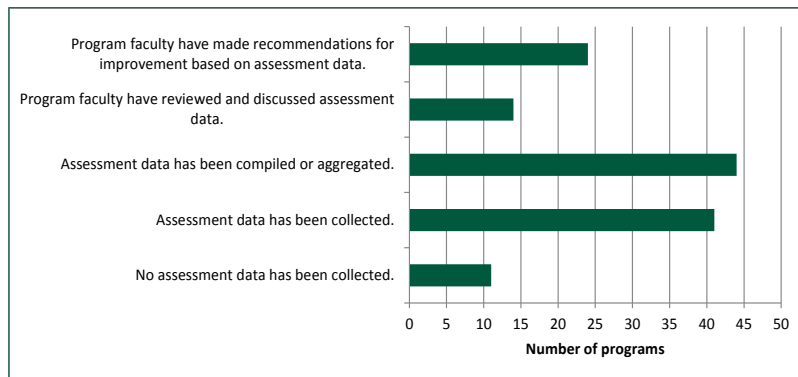 Program faculty have made recommendations for
improvement based on assessment data.
Program faculty have reviewed and discussed assessment
data.
Assessment data has been compiled or aggregated.
Assessment data has been collected.
No assessment data has been collected.
0 5 10 15 20 25 30 35 40 45 50
Number of programs